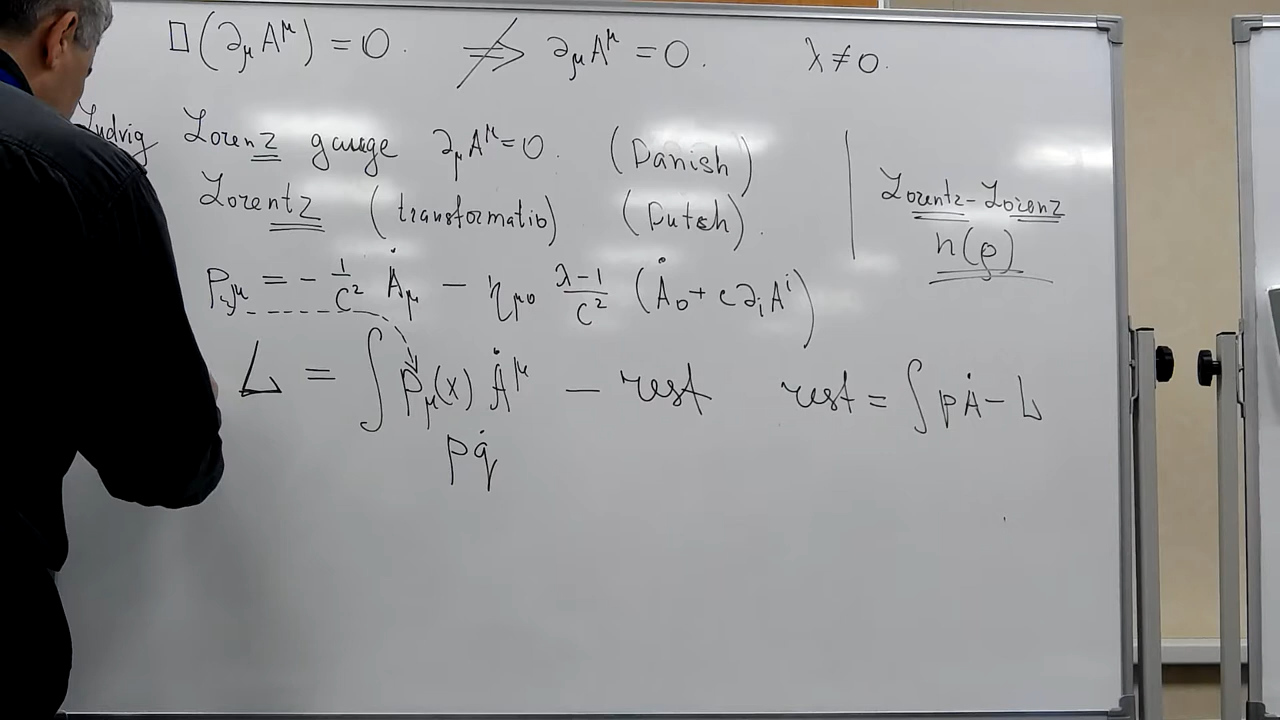 □(∂_μ A^μ) = 0. ⇏ ∂_μ A^μ = 0. λ ≠ 0.
Ludvig Lorenz gauge ∂_μ A^μ = 0. (Danish)
Lorentz (transformatio) (Dutch).
Lorentz-Lorenz
n(ρ)
p_μ = - 1/c² Ȧ_μ - η_μ0 (λ-1)/c² (Ȧ_0 + c∂_i A^i)
L = ∫ p_μ(x) Ȧ^μ - rest rest = ∫ pȦ - L
pq̇